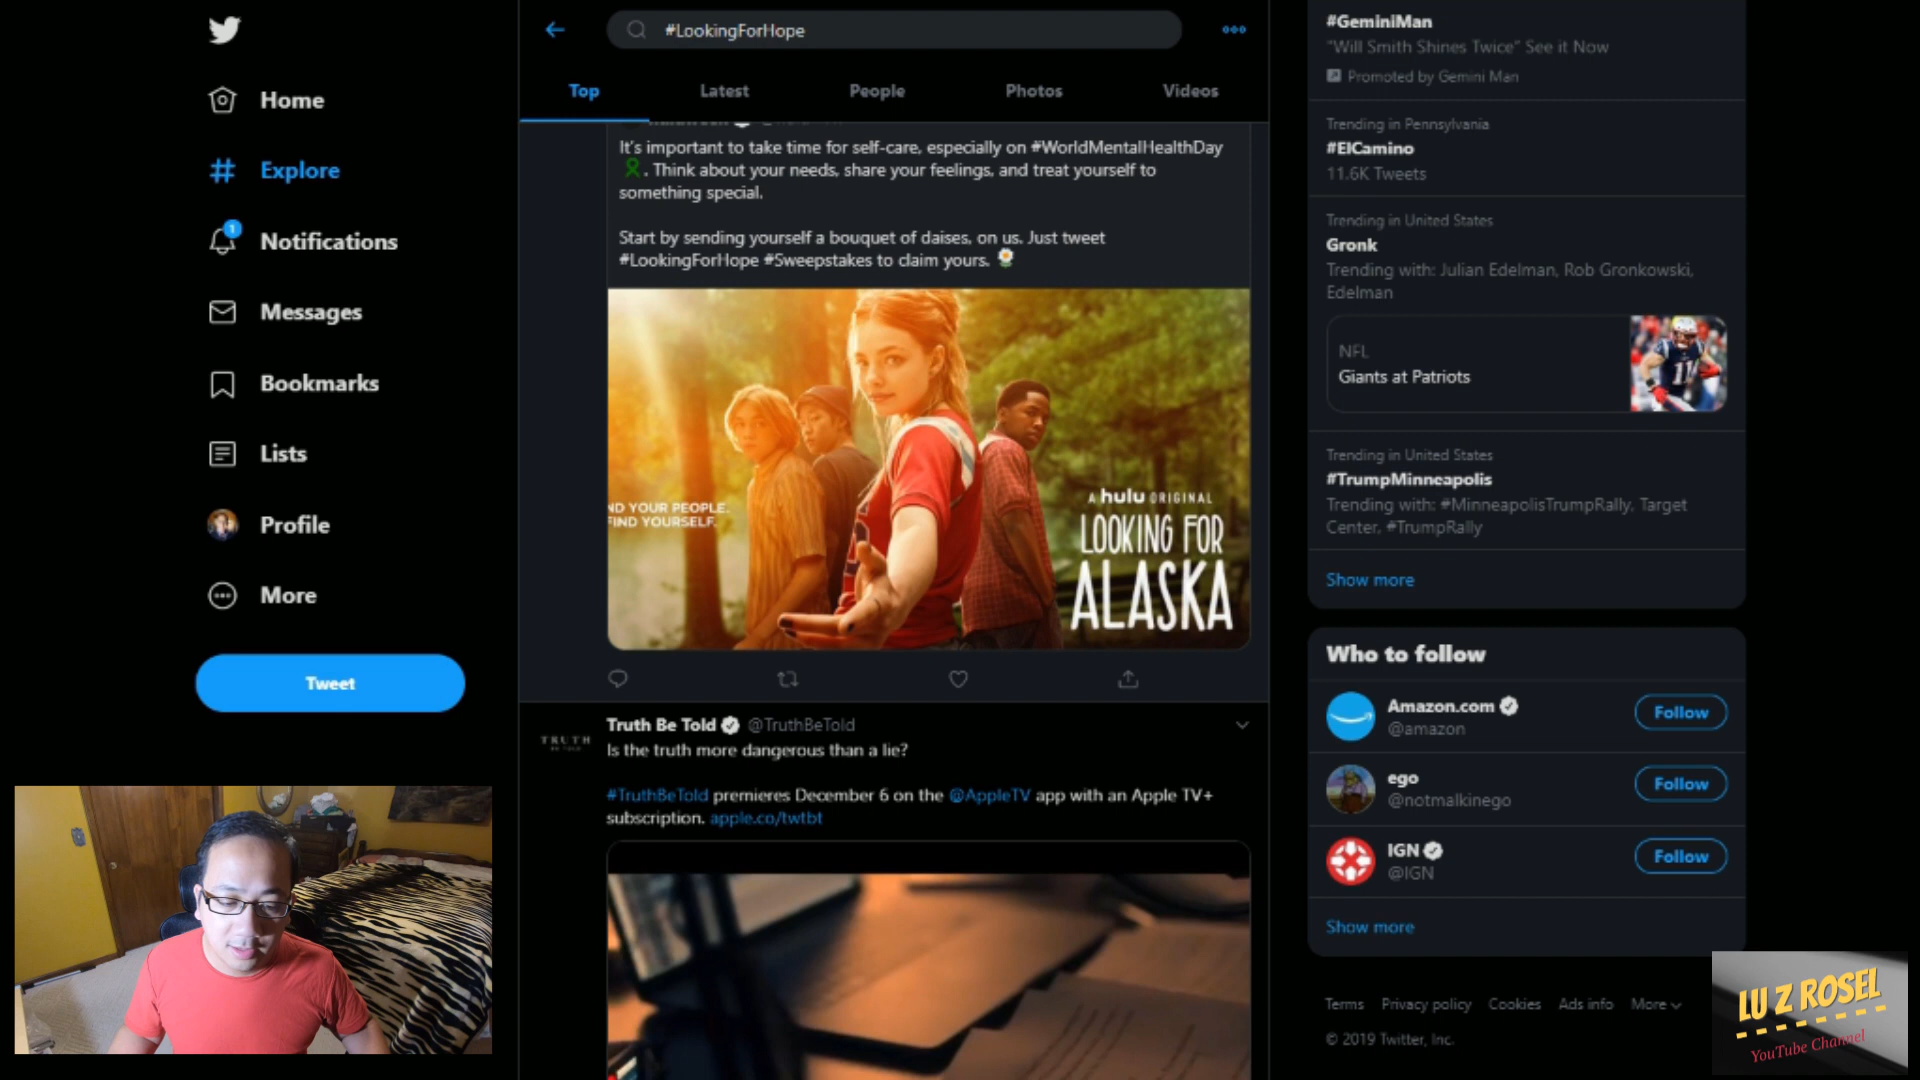 Home
Explore
1
Notifications
Messages
Bookmarks
Lists
Profile
More
Tweet
#LookingForHope
Top
Latest
People
Photos
Videos
It's important to take time for self-care, especially on #WorldMentalHealthDay
. Think about your needs, share your feelings, and treat yourself to
something special.
Start by sending yourself a bouquet of daises, on us. Just tweet
#LookingForHope #Sweepstakes to claim yours.
ND YOUR PEOPLE.
FIND YOURSELF.
A hulu ORIGINAL
LOOKING FOR
ALASKA
TRUTH
BE TOLD
Truth Be Told @TruthBeTold
Is the truth more dangerous than a lie?
#TruthBeTold premieres December 6 on the @AppleTV app with an Apple TV+
subscription. apple.co/twtbt
#GeminiMan
"Will Smith Shines Twice" See it Now
Promoted by Gemini Man
Trending in Pennsylvania
#ElCamino
11.6K Tweets
Trending in United States
Gronk
Trending with: Julian Edelman, Rob Gronkowski,
Edelman
NFL
Giants at Patriots
11
Trending in United States
#TrumpMinneapolis
Trending with: #MinneapolisTrumpRally, Target
Center, #TrumpRally
Show more
Who to follow
Amazon.com
@amazon
Follow
ego
@notmalkinego
Follow
IGN
@IGN
Follow
Show more
Terms Privacy policy Cookies Ads info More
© 2019 Twitter, Inc.
LU Z ROSEL
YouTube Channel